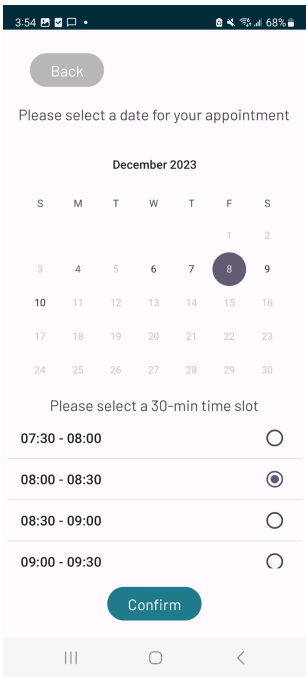 3:54 68%
Back
Please select a date for your appointment
December 2023
S M T W T F S
1 2
3 4 5 6 7 8 9
10 11 12 13 14 15 16
17 18 19 20 21 22 23
24 25 26 27 28 29 30
Please select a 30-min time slot
07:30 - 08:00
08:00 - 08:30
08:30 - 09:00
09:00 - 09:30
Confirm